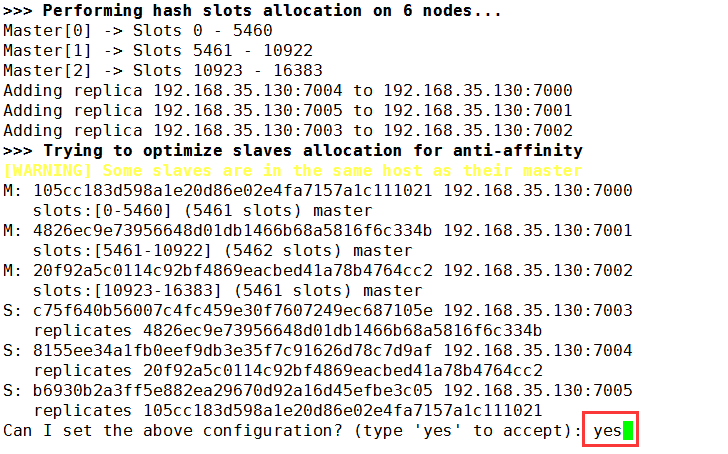 >>> Performing hash slots allocation on 6 nodes...
Master[0] -> Slots 0 - 5460
Master[1] -> Slots 5461 - 10922
Master[2] -> Slots 10923 - 16383
Adding replica 192.168.35.130:7004 to 192.168.35.130:7000
Adding replica 192.168.35.130:7005 to 192.168.35.130:7001
Adding replica 192.168.35.130:7003 to 192.168.35.130:7002
>>> Trying to optimize slaves allocation for anti-affinity
[WARNING] Some slaves are in the same host as their master
M: 105cc183d598a1e20d86e02e4fa7157a1c111021 192.168.35.130:7000
   slots:[0-5460] (5461 slots) master
M: 4826ec9e73956648d01db1466b68a5816f6c334b 192.168.35.130:7001
   slots:[5461-10922] (5462 slots) master
M: 20f92a5c0114c92bf4869eacbed41a78b4764cc2 192.168.35.130:7002
   slots:[10923-16383] (5461 slots) master
S: c75f640b56007c4fc459e30f7607249ec687105e 192.168.35.130:7003
   replicates 4826ec9e73956648d01db1466b68a5816f6c334b
S: 8155ee34a1fb0eef9db3e35f7c91626d78c7d9af 192.168.35.130:7004
   replicates 20f92a5c0114c92bf4869eacbed41a78b4764cc2
S: b6930b2a3ff5e882ea29670d92a16d45efbe3c05 192.168.35.130:7005
   replicates 105cc183d598a1e20d86e02e4fa7157a1c111021
Can I set the above configuration? (type 'yes' to accept): yes